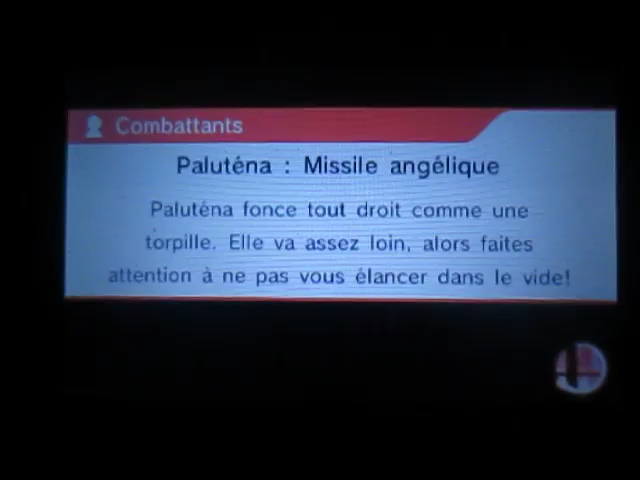 Combattants
Paluténa : Missile angélique
Paluténa fonce tout droit comme une
torpille. Elle va assez loin, alors faites
attention à ne pas vous élancer dans le vide!